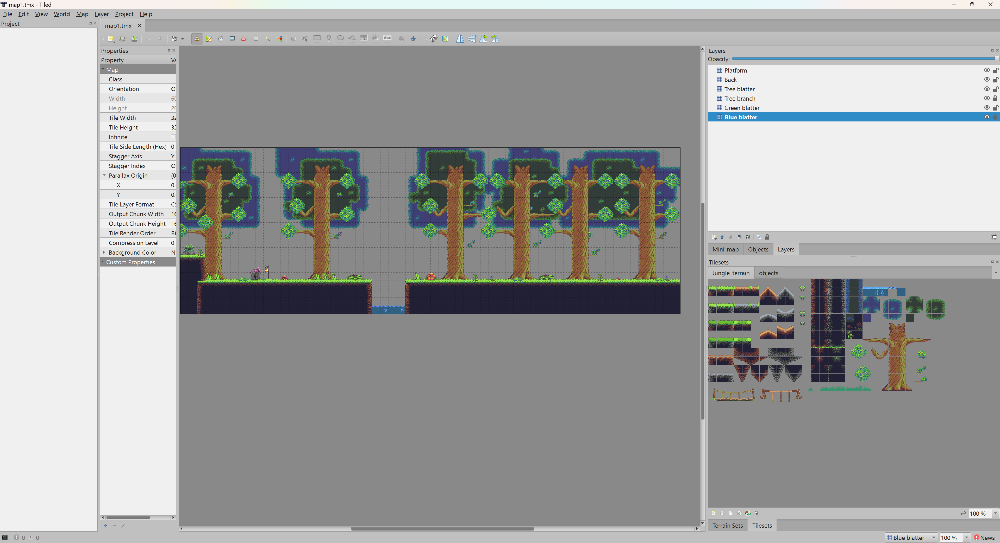 map1.tmx - Tiled
File Edit View World Map Layer Project Help
Project
map1.tmx
Abc
Properties
Property Va
Map
Class
Orientation O
Width 60
Height 20
Tile Width 32
Tile Height 32
Infinite
Tile Side Length (Hex) 0
Stagger Axis Y
Stagger Index O
Parallax Origin (0
X 0.
Y 0.
Tile Layer Format CS
Output Chunk Width 16
Output Chunk Height 16
Tile Render Order Ri
Compression Level 0
Background Color N
Custom Properties
Layers
Opacity:
Platform
Back
Tree blatter
Tree branch
Green blatter
Blue blatter
Mini-map Objects Layers
Tilesets
Jungle_terrain objects
100 %
Terrain Sets Tilesets
0 0
Blue blatter 100 % News